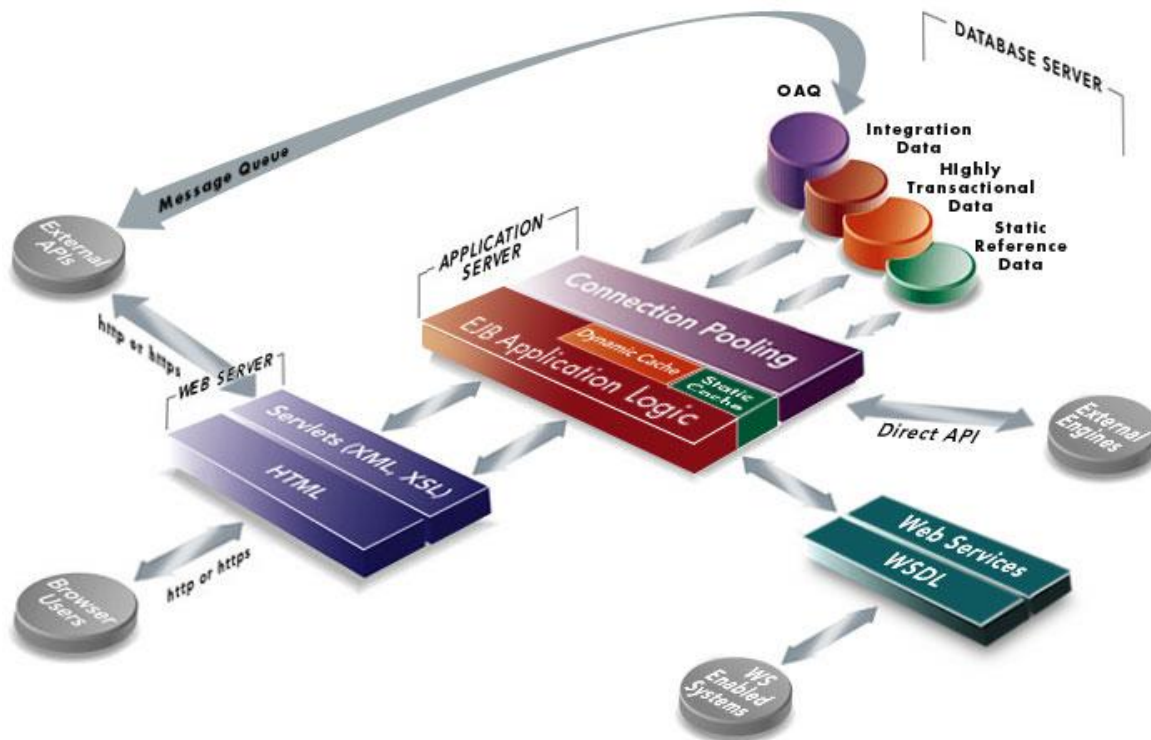 DATABASE SERVER
OAQ
Integration
Data
HIghly
Transactional
Data
Static
Reference
Data
Message Queue
External
APIs
APPLICATION
SERVER
Connection Pooling
Dynamic Cache
Static
Cache
EJB Application Logic
http or https
WEB SERVER
Servlets (XML, XSL)
HTML
Direct API
External
Engines
Web Services
WSDL
http or https
Browser
Users
WS
Enabled
Systems